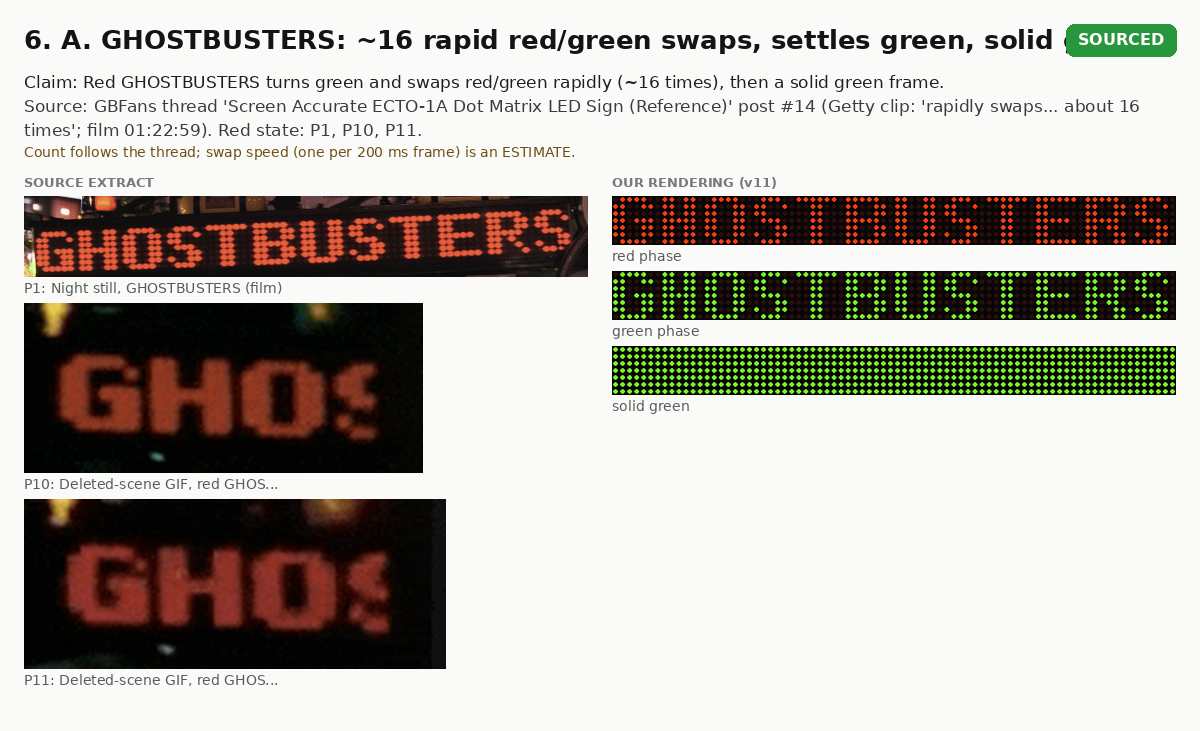 6. A. GHOSTBUSTERS: ~16 rapid red/green swaps, settles green, solid
SOURCED
Claim: Red GHOSTBUSTERS turns green and swaps red/green rapidly (~16 times), then a solid green frame.
Source: GBFans thread 'Screen Accurate ECTO-1A Dot Matrix LED Sign (Reference)' post #14 (Getty clip: 'rapidly swaps... about 16
times'; film 01:22:59). Red state: P1, P10, P11.
Count follows the thread; swap speed (one per 200 ms frame) is an ESTIMATE.
SOURCE EXTRACT
GHOSTBUSTERS
P1: Night still, GHOSTBUSTERS (film)
GHOS
P10: Deleted-scene GIF, red GHOS...
GHOS
P11: Deleted-scene GIF, red GHOS...
OUR RENDERING (v11)
GHOSTBUSTERS
red phase
GHOSTBUSTERS
green phase
solid green